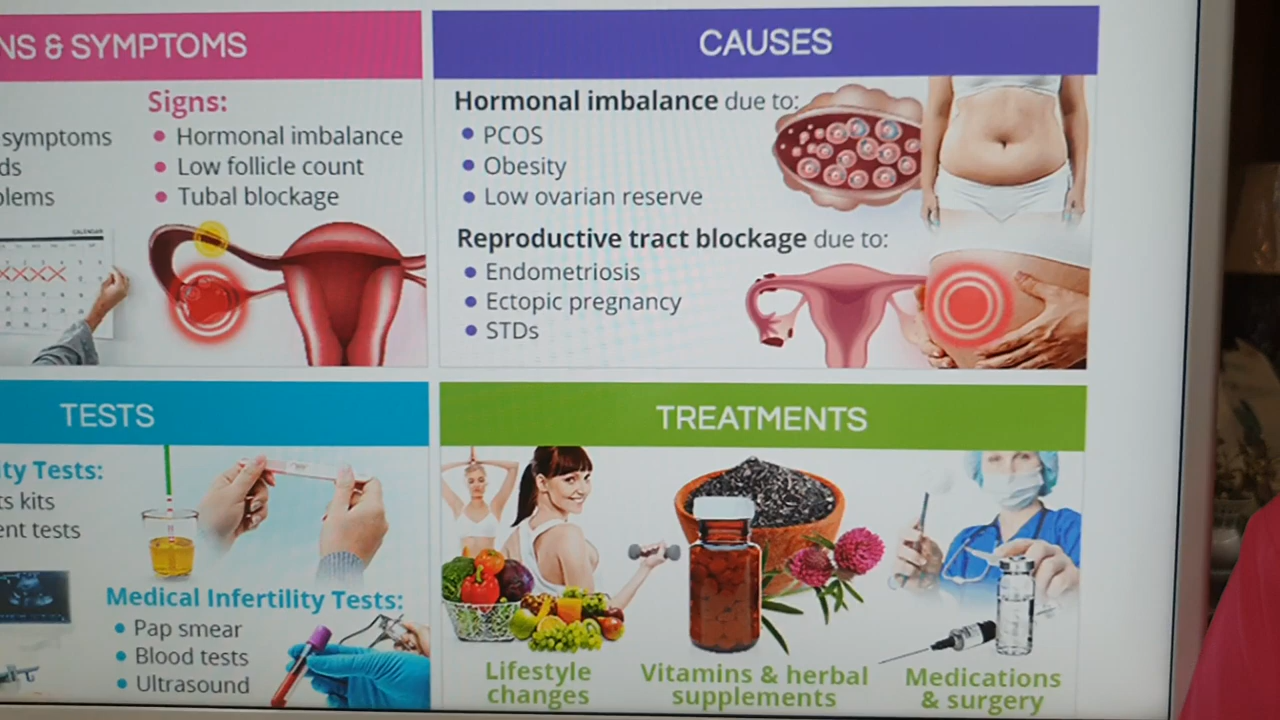 NS & SYMPTOMS
symptoms
ds
blems
Signs:
Hormonal imbalance
Low follicle count
Tubal blockage
CALENDAR
CAUSES
Hormonal imbalance due to:
PCOS
Obesity
Low ovarian reserve
Reproductive tract blockage due to:
Endometriosis
Ectopic pregnancy
STDs
TESTS
ity Tests:
ts kits
ent tests
Medical Infertility Tests:
Pap smear
Blood tests
Ultrasound
TREATMENTS
Lifestyle
changes
Vitamins & herbal
supplements
Medications
& surgery